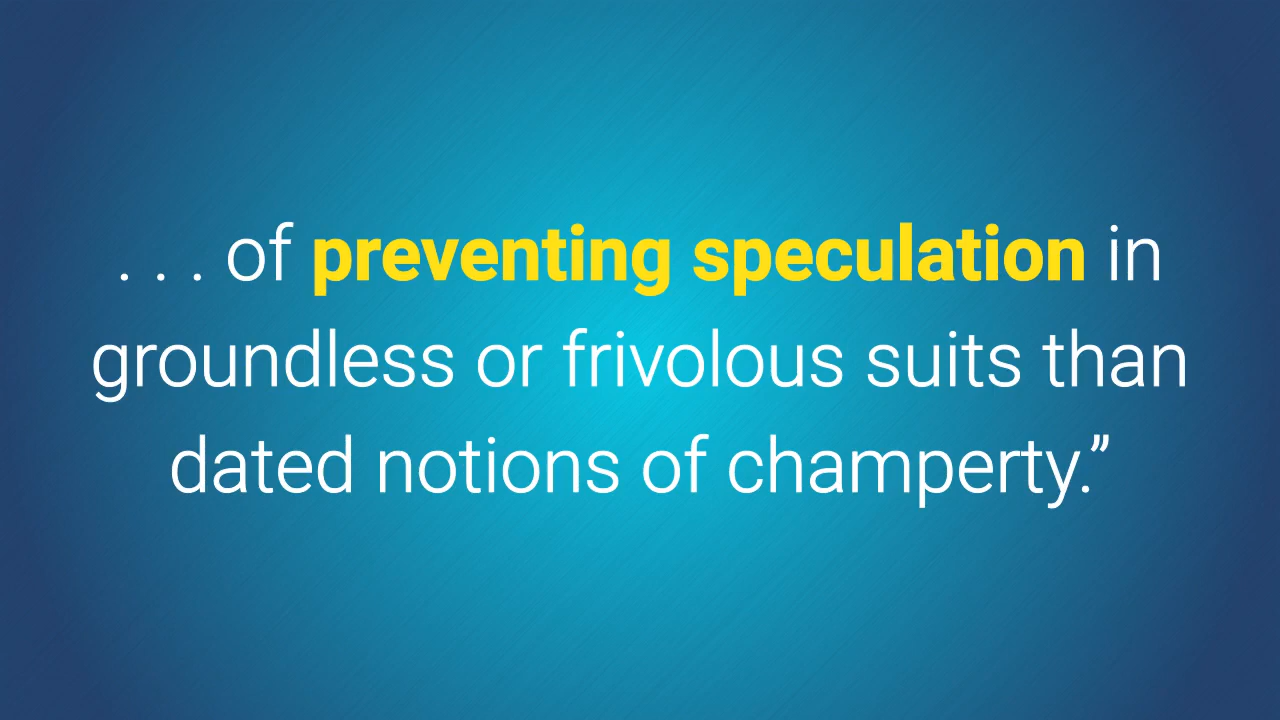 . . . of preventing speculation in
groundless or frivolous suits than
dated notions of champerty.”